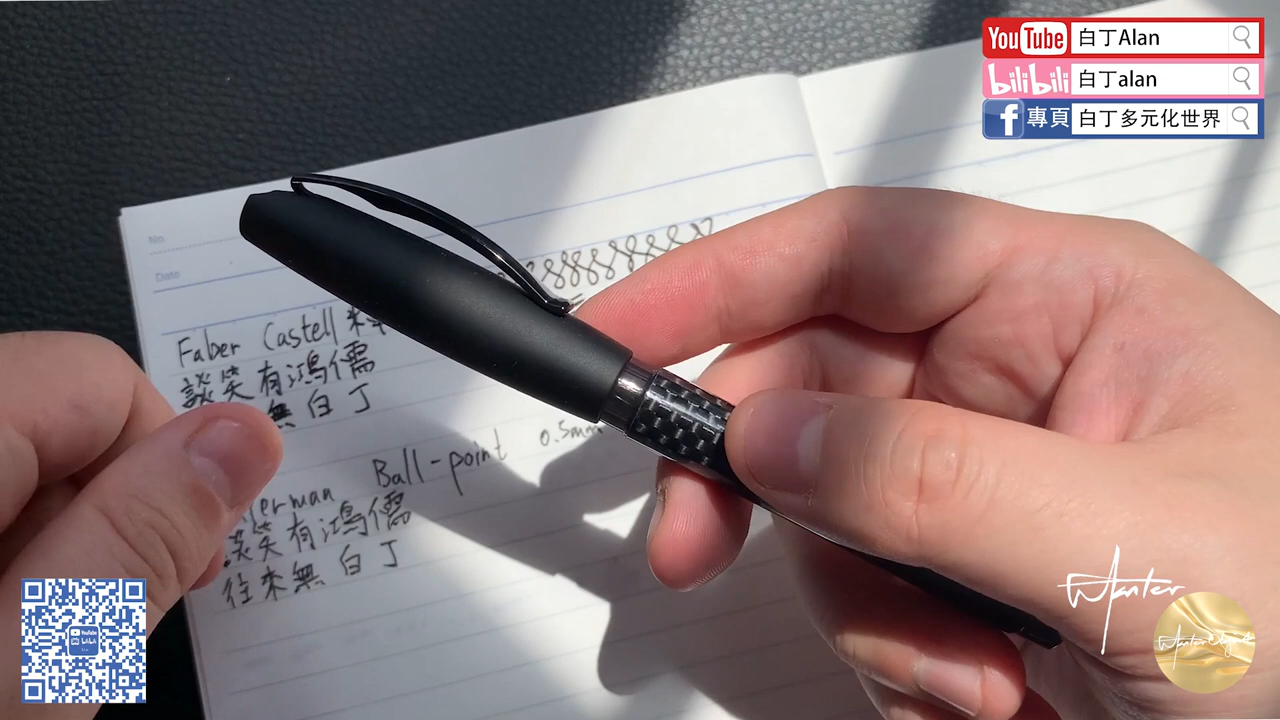 YouTube 白丁Alan
bilibili 白丁alan
f 專頁 白丁多元化世界
No.
Date
Faber Castell
談笑有鴻儒
無白丁
Ball-point 0.5mm
談笑有鴻儒
往來無白丁